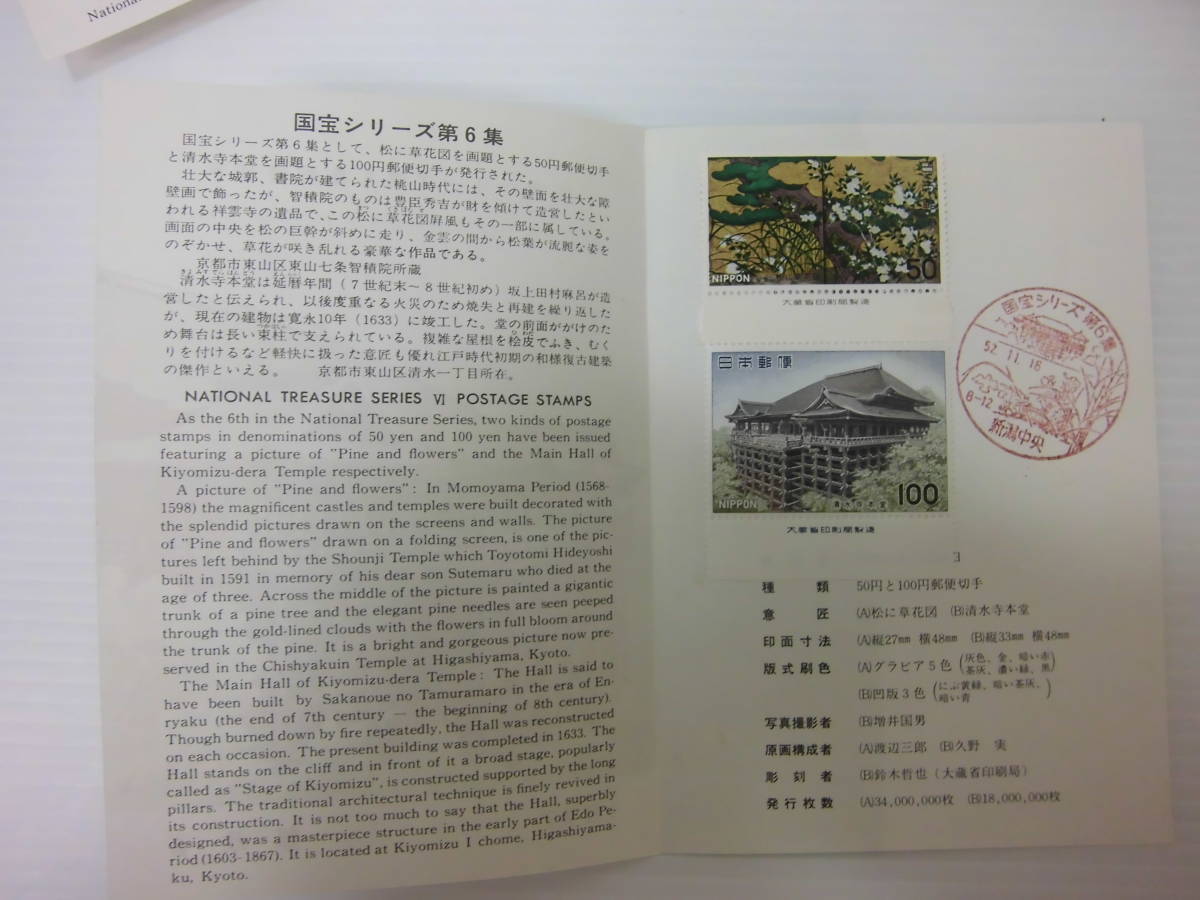 National
国宝シリーズ第6集
国宝シリーズ第6集として、松に草花図を画題とする50円郵便切手
と清水寺本堂を画題とする100円郵便切手が発行された。
壮大な城郭、書院が建てられた桃山時代には、その壁面を壮大な障
壁画で飾ったが、智積院のものは豊臣秀吉が財を傾けて造営したとい
われる祥雲寺の遺品で、この松に草花図屏風もその一部に属している。
画面の中央を松の巨幹が斜めに走り、金雲の間から松葉が流麗な姿を
のぞかせ、草花が咲き乱れる豪華な作品である。
京都市東山区東山七条智積院所蔵
清水寺本堂は延暦年間(7世紀末~8世紀初め)坂上田村麻呂が造
営したと伝えられ、以後度重なる火災のため焼失と再建を繰り返した
が、現在の建物は寛永10年(1633)に竣工した。堂の前面ががけのた
め舞台は長い束柱で支えられている。複雑な屋根を桧皮でふき、むく
りを付けるなど軽快に扱った意匠も優れ江戸時代初期の和様復古建築
の傑作といえる。 京都市東山区清水一丁目所在。
NATIONAL TREASURE SERIES Ⅵ POSTAGE STAMPS
As the 6th in the National Treasure Series, two kinds of postage
stamps in denominations of 50 yen and 100 yen have been issued
featuring a picture of "Pine and flowers" and the Main Hall of
Kiyomizu-dera Temple respectively.
A picture of "Pine and flowers": In Momoyama Period (1568-
1598) the magnificent castles and temples were built decorated with
the splendid pictures drawn on the screens and walls. The picture
of "Pine and flowers" drawn on a folding screen, is one of the pic-
tures left behind by the Shounji Temple which Toyotomi Hideyoshi
built in 1591 in memory of his dear son Sutemaru who died at the
age of three. Across the middle of the picture is painted a gigantic
trunk of a pine tree and the elegant pine needles are seen peeped
through the gold-lined clouds with the flowers in full bloom around
the trunk of the pine. It is a bright and gorgeous picture now pre-
served in the Chishyakuin Temple at Higashiyama, Kyoto.
The Main Hall of Kiyomizu-dera Temple: The Hall is said to
have been built by Sakanoue no Tamuramaro in the era of En-
ryaku (the end of 7th century — the beginning of 8th century).
Though burned down by fire repeatedly, the Hall was reconstructed
on each occasion. The present building was completed in 1633. The
Hall stands on the cliff and in front of it a broad stage, popularly
called as "Stage of Kiyomizu", is constructed supported by the long
pillars. The traditional architectural technique is finely revived in
its construction. It is not too much to say that the Hall, superbly
designed, was a masterpiece structure in the early part of Edo Pe-
riod (1603-1867). It is located at Kiyomizu I chome, Higashiyama-
ku, Kyoto.
日本郵便
50
NIPPON
大蔵省印刷局製造
日本郵便
100
NIPPON
清水寺本堂
大蔵省印刷局製造
国宝シリーズ第6集
52.11.16
8-12
新潟中央
3
種類 50円と100円郵便切手
意匠 (A)松に草花図 (B)清水寺本堂
印面寸法 (A)縦27mm 横48mm (B)縦33mm 横48mm
版式刷色 (A)グラビア5色(灰色、金、暗い赤茶灰、濃い緑、黒)
(B)凹版3色(にぶ黄緑、暗い茶灰、暗い青)
写真撮影者 (B)増井国男
原画構成者 (A)渡辺三郎 (B)久野 実
彫刻者 (B)鈴木哲也(大蔵省印刷局)
発行枚数 (A)34,000,000枚 (B)18,000,000枚